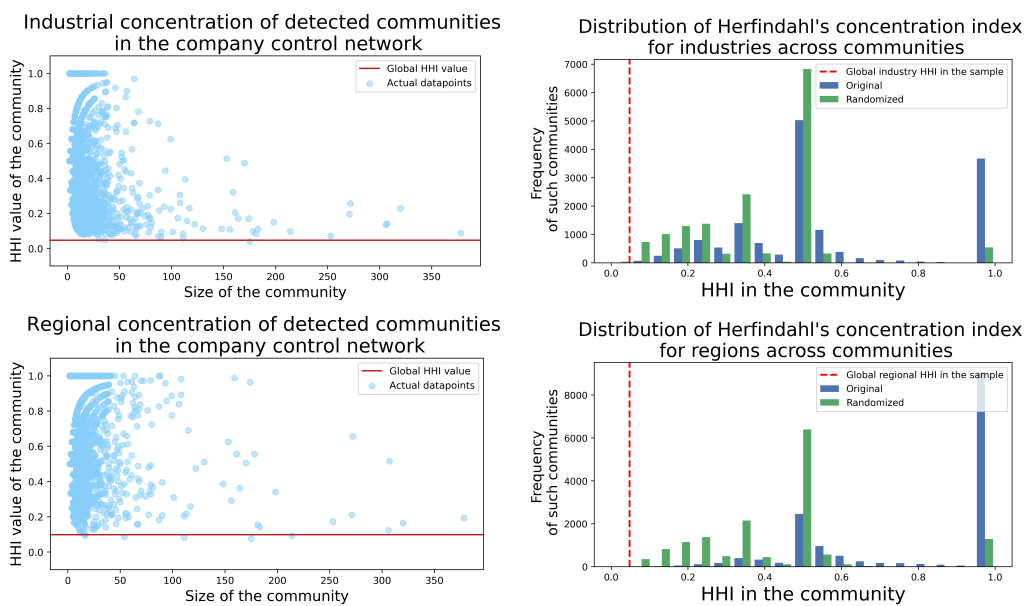 Industrial concentration of detected communities
in the company control network
HHI value of the community
1.0
0.8
0.6
0.4
0.2
0.0
Global HHI value
Actual datapoints
0
50
100
150
200
250
300
350
Size of the community
Distribution of Herfindahl's concentration index
for industries across communities
Frequency
of such communities
7000
6000
5000
4000
3000
2000
1000
0
Global industry HHI in the sample
Original
Randomized
0.0
0.2
0.4
0.6
0.8
1.0
HHI in the community
Regional concentration of detected communities
in the company control network
HHI value of the community
1.0
0.8
0.6
0.4
0.2
0.0
Global HHI value
Actual datapoints
0
50
100
150
200
250
300
350
Size of the community
Distribution of Herfindahl's concentration index
for regions across communities
Frequency
of such communities
8000
6000
4000
2000
0
Global regional HHI in the sample
Original
Randomized
0.0
0.2
0.4
0.6
0.8
1.0
HHI in the community